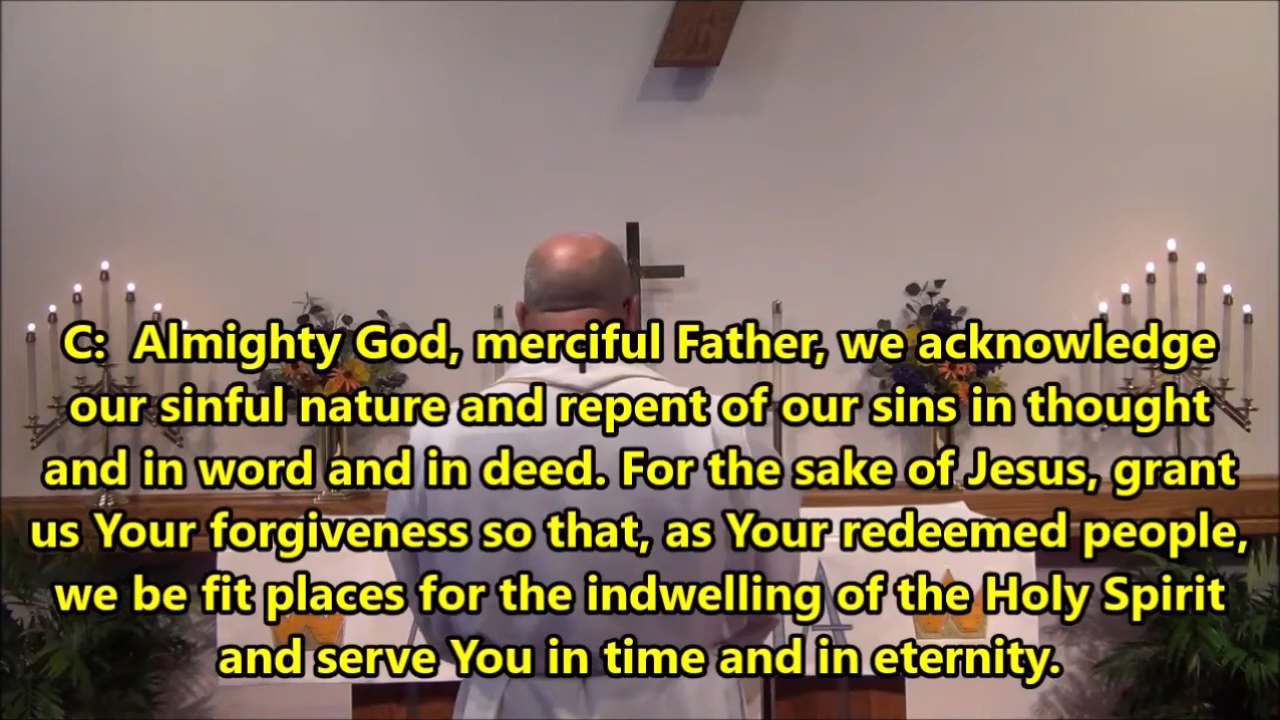 C: Almighty God, merciful Father, we acknowledge
our sinful nature and repent of our sins in thought
and in word and in deed. For the sake of Jesus, grant
us Your forgiveness so that, as Your redeemed people,
we be fit places for the indwelling of the Holy Spirit
and serve You in time and in eternity.